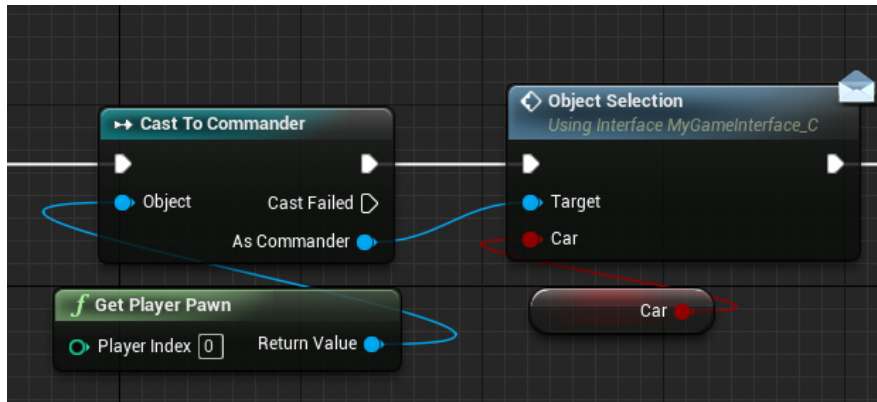 Cast To Commander
Object
Cast Failed
As Commander
f Get Player Pawn
Player Index 0
Return Value
Object Selection
Using Interface MyGameInterface_C
Target
Car
Car